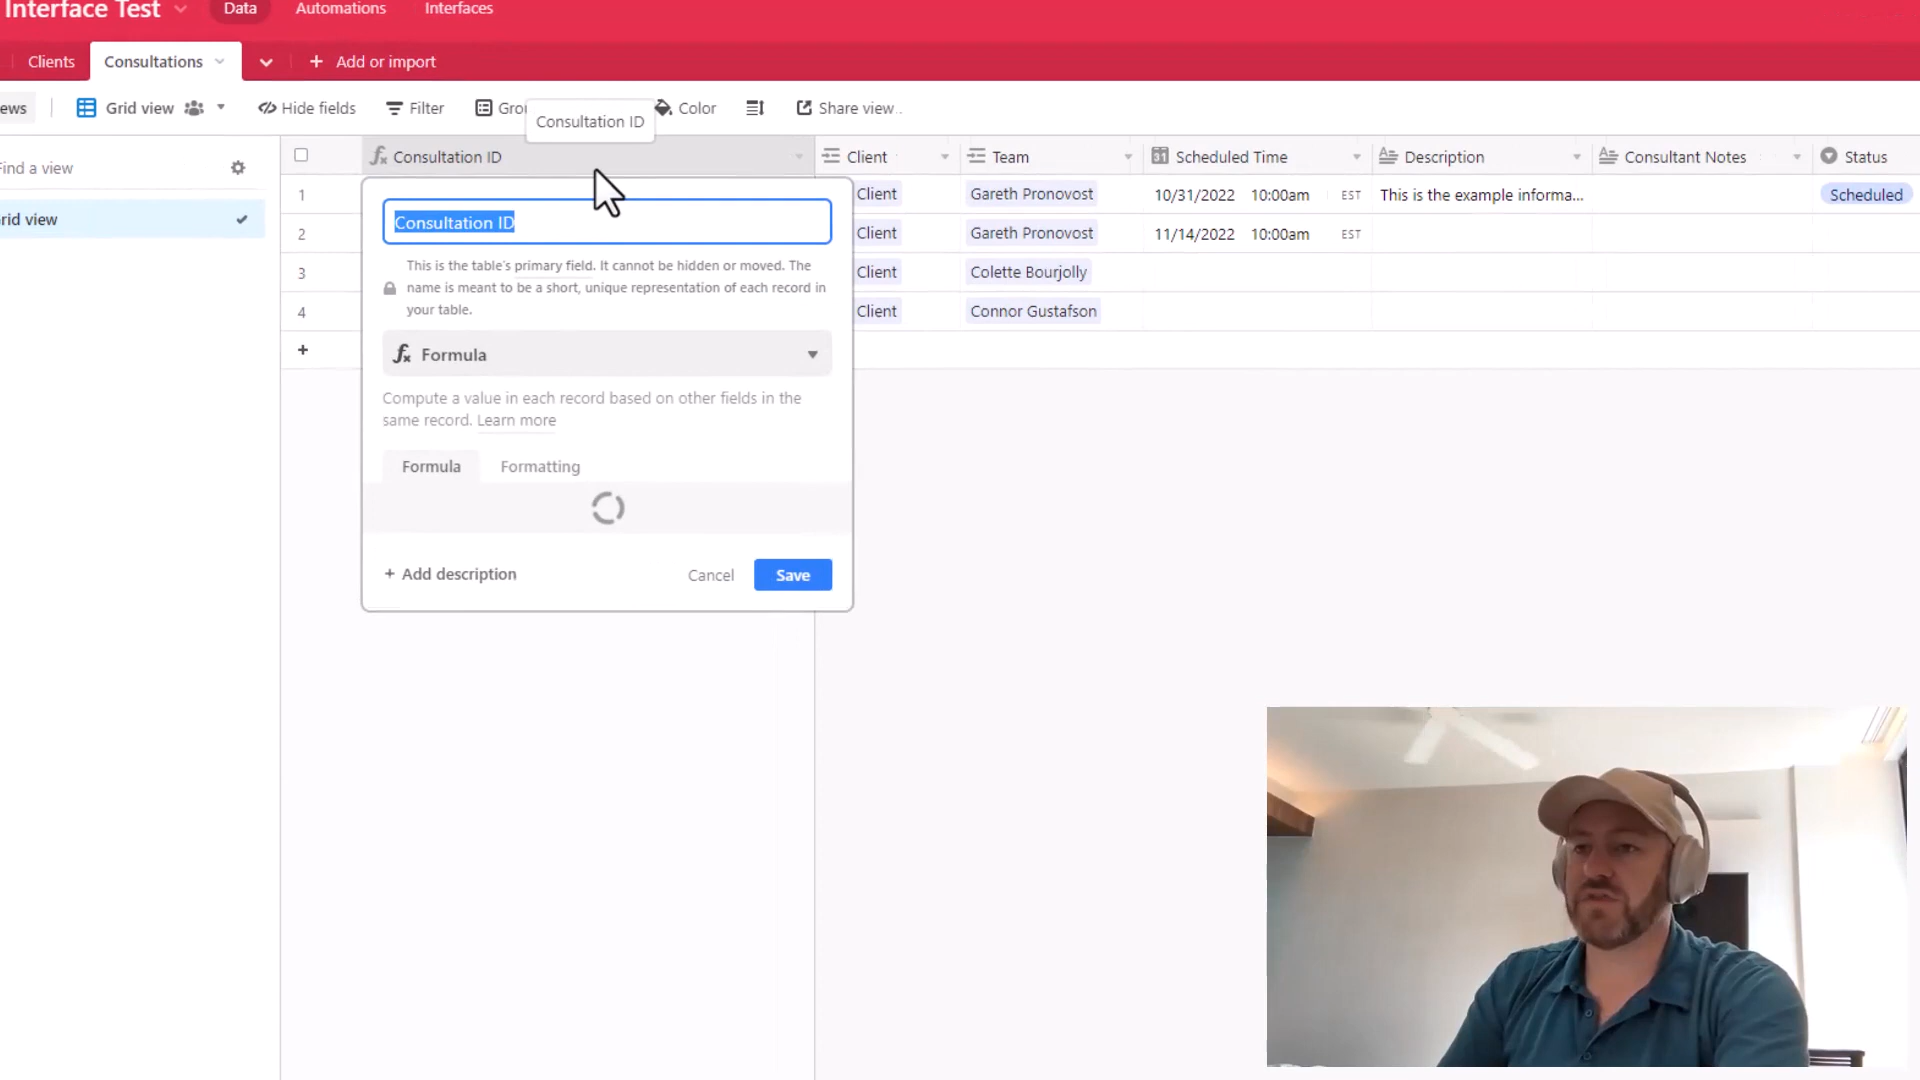 Interface Test Data Automations Interfaces
Clients Consultations + Add or import
ews Grid view Hide fields Filter Gro Color Share view..
Consultation ID
Find a view
rid view
Consultation ID Client Team Scheduled Time Description Consultant Notes Status
1 Client Gareth Pronovost 10/31/2022 10:00am EST This is the example informa... Scheduled
2 Client Gareth Pronovost 11/14/2022 10:00am EST
3 Client Colette Bourjolly
4 Client Connor Gustafson
+
Consultation ID
This is the table's primary field. It cannot be hidden or moved. The
name is meant to be a short, unique representation of each record in
your table.
Formula
Compute a value in each record based on other fields in the
same record. Learn more
Formula Formatting
+ Add description Cancel Save